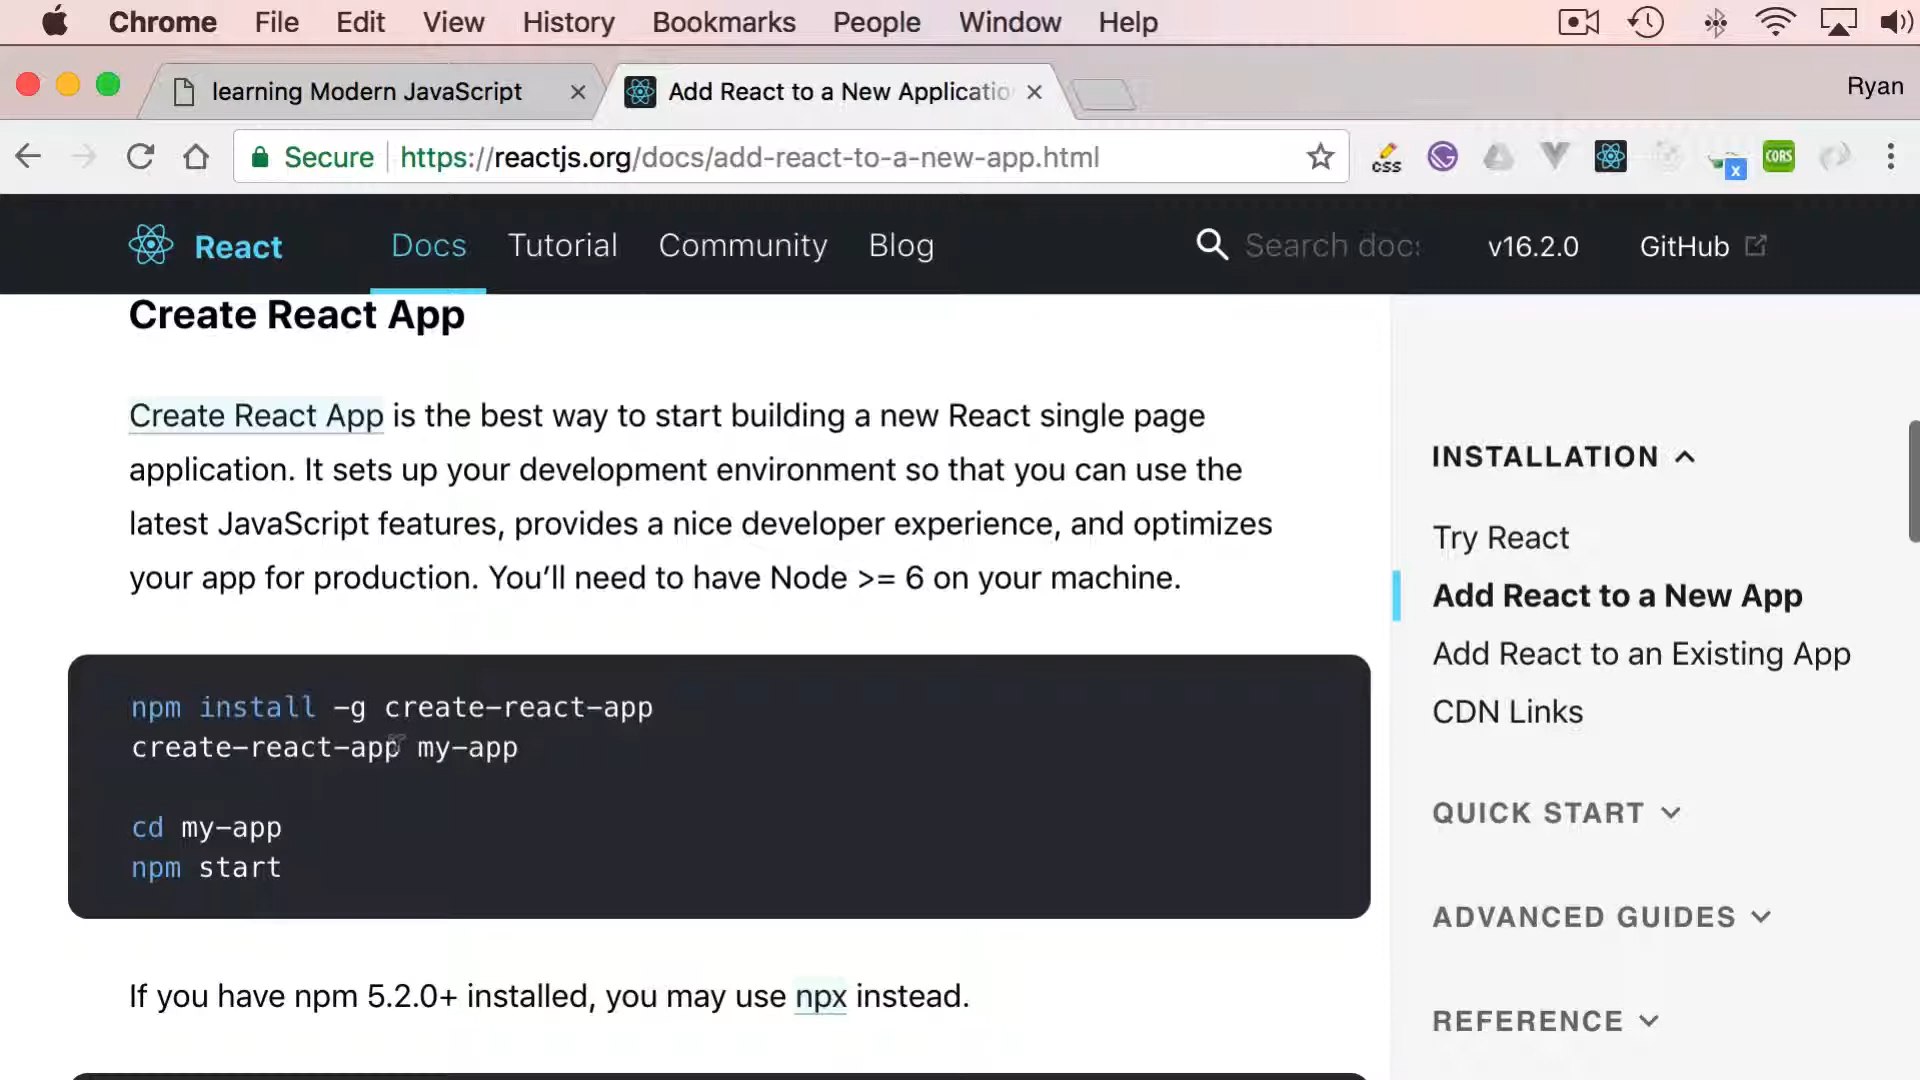 Chrome File Edit View History Bookmarks People Window Help
learning Modern JavaScript
Add React to a New Applicatio
Ryan
Secure https://reactjs.org/docs/add-react-to-a-new-app.html
css
CORS
x
React Docs Tutorial Community Blog Search docs v16.2.0 GitHub
Create React App
Create React App is the best way to start building a new React single page
application. It sets up your development environment so that you can use the
latest JavaScript features, provides a nice developer experience, and optimizes
your app for production. You’ll need to have Node >= 6 on your machine.
npm install -g create-react-app
create-react-app my-app
cd my-app
npm start
If you have npm 5.2.0+ installed, you may use npx instead.
INSTALLATION
Try React
Add React to a New App
Add React to an Existing App
CDN Links
QUICK START
ADVANCED GUIDES
REFERENCE